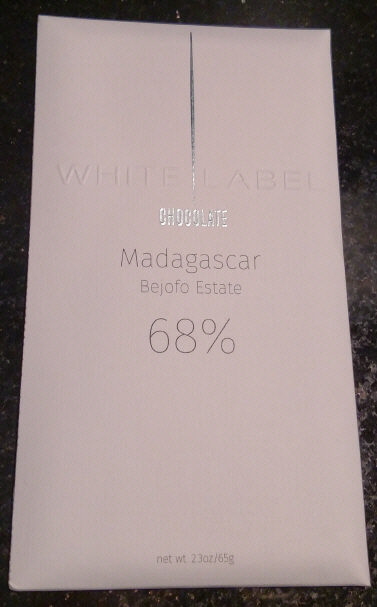 WHITE LABEL
CHOCOLATE
Madagascar
Bejofo Estate
68%
net wt 2.3oz/65g